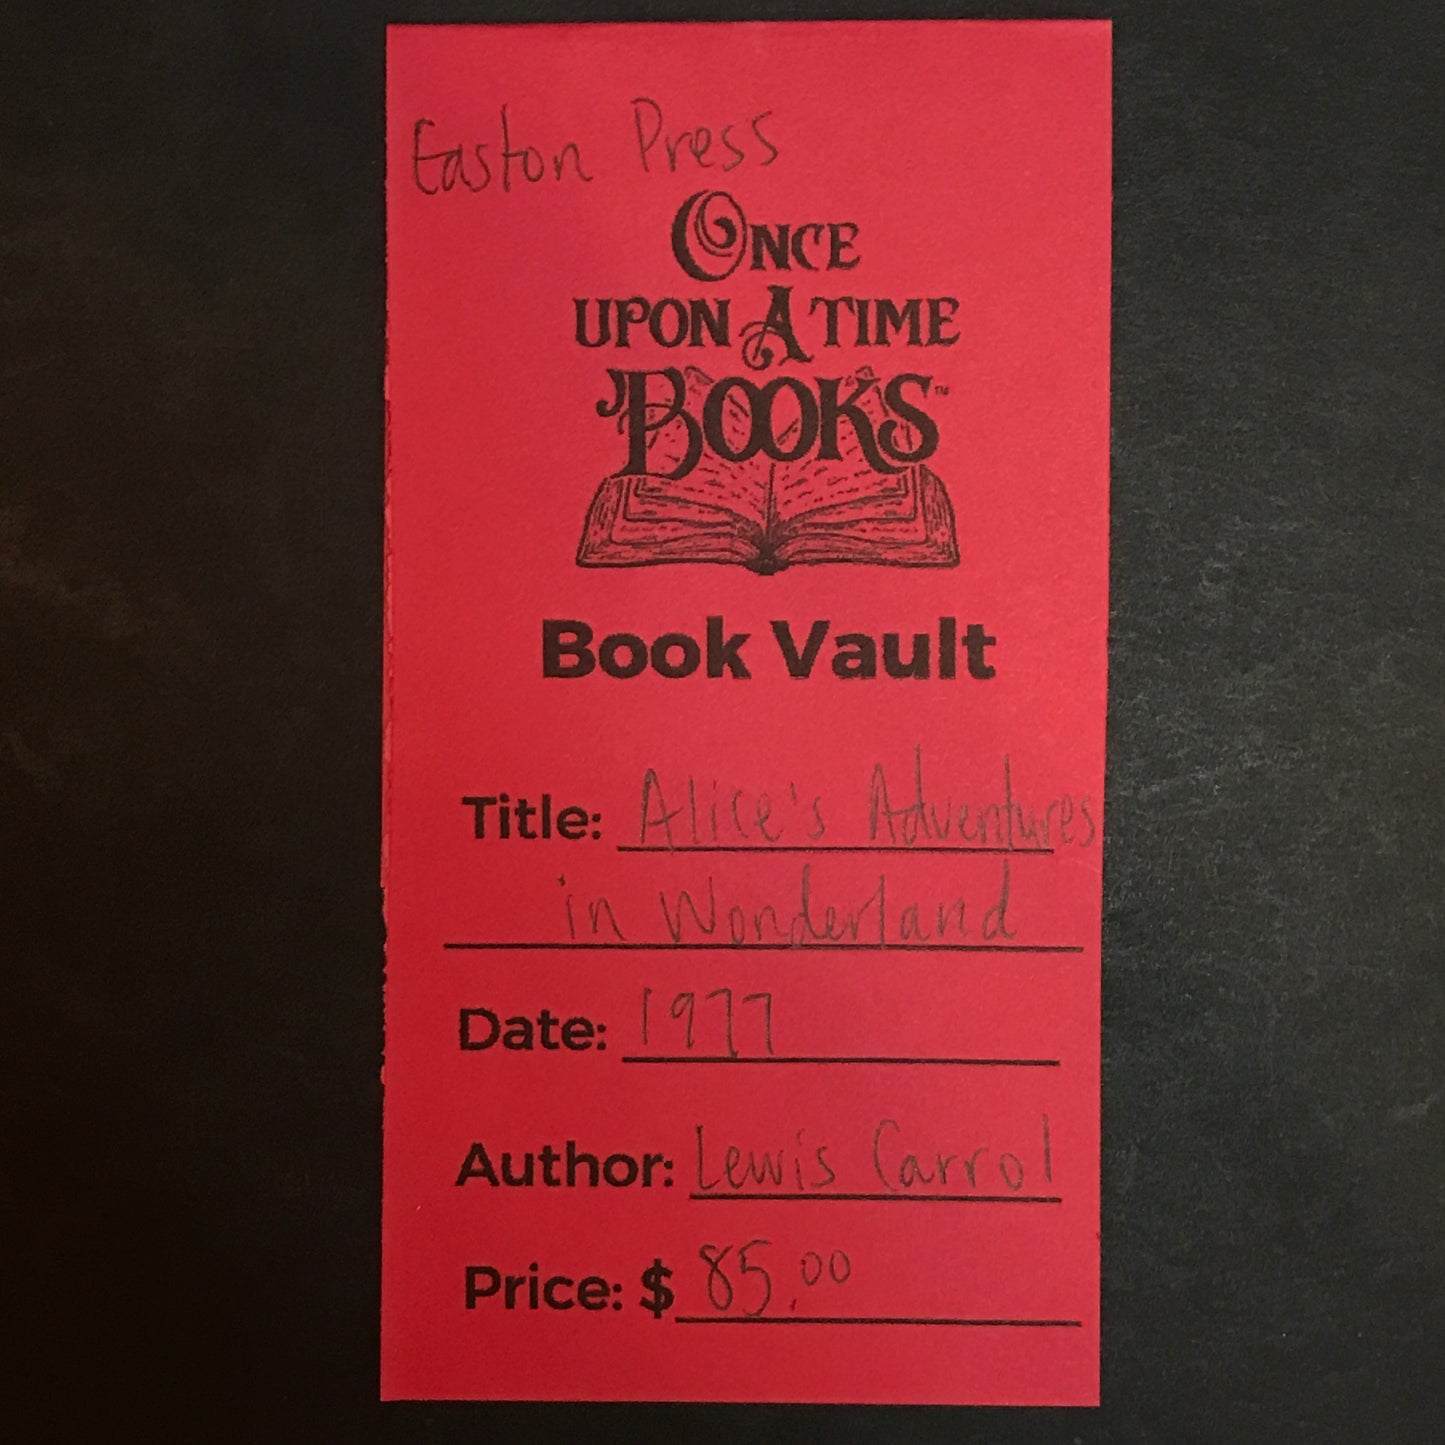 Easton Press
ONCE
UPON A TIME
BOOKS™
Book Vault
Title: Alice's Adventures
in Wonderland
Date: 1977
Author: Lewis Carrol
Price: $ 85.00